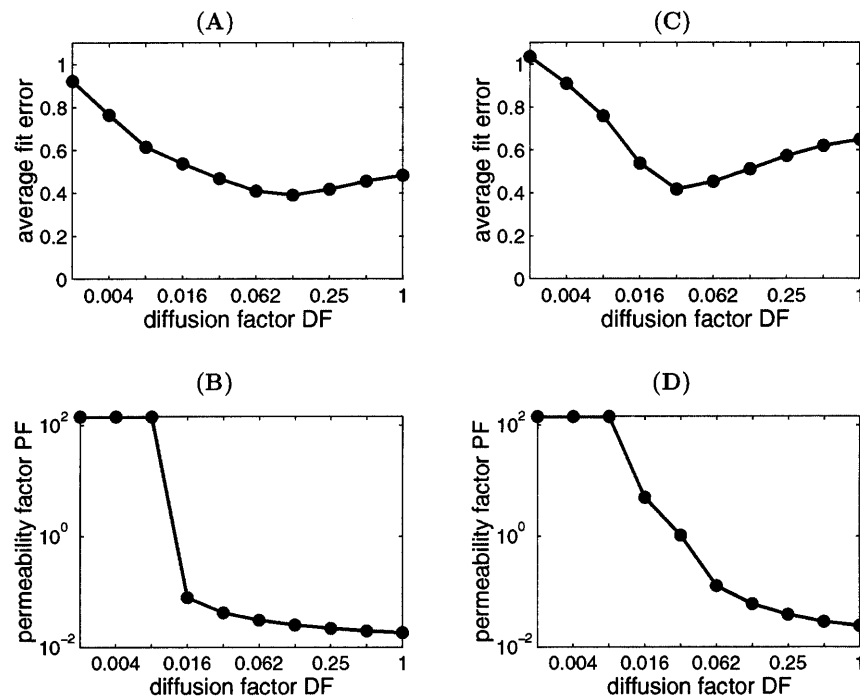 (A)
average fit error
1
0.8
0.6
0.4
0.2
0
0.004 0.016 0.062 0.25 1
diffusion factor DF
(C)
average fit error
1
0.8
0.6
0.4
0.2
0
0.004 0.016 0.062 0.25 1
diffusion factor DF
(B)
permeability factor PF
10^2
10^0
10^-2
0.004 0.016 0.062 0.25 1
diffusion factor DF
(D)
permeability factor PF
10^2
10^0
10^-2
0.004 0.016 0.062 0.25 1
diffusion factor DF